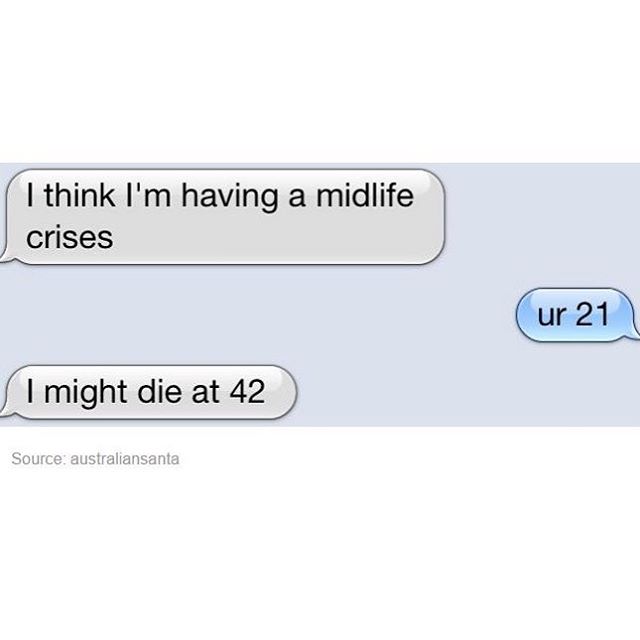 I think I'm having a midlife
crises
ur 21
I might die at 42
Source: australiansanta